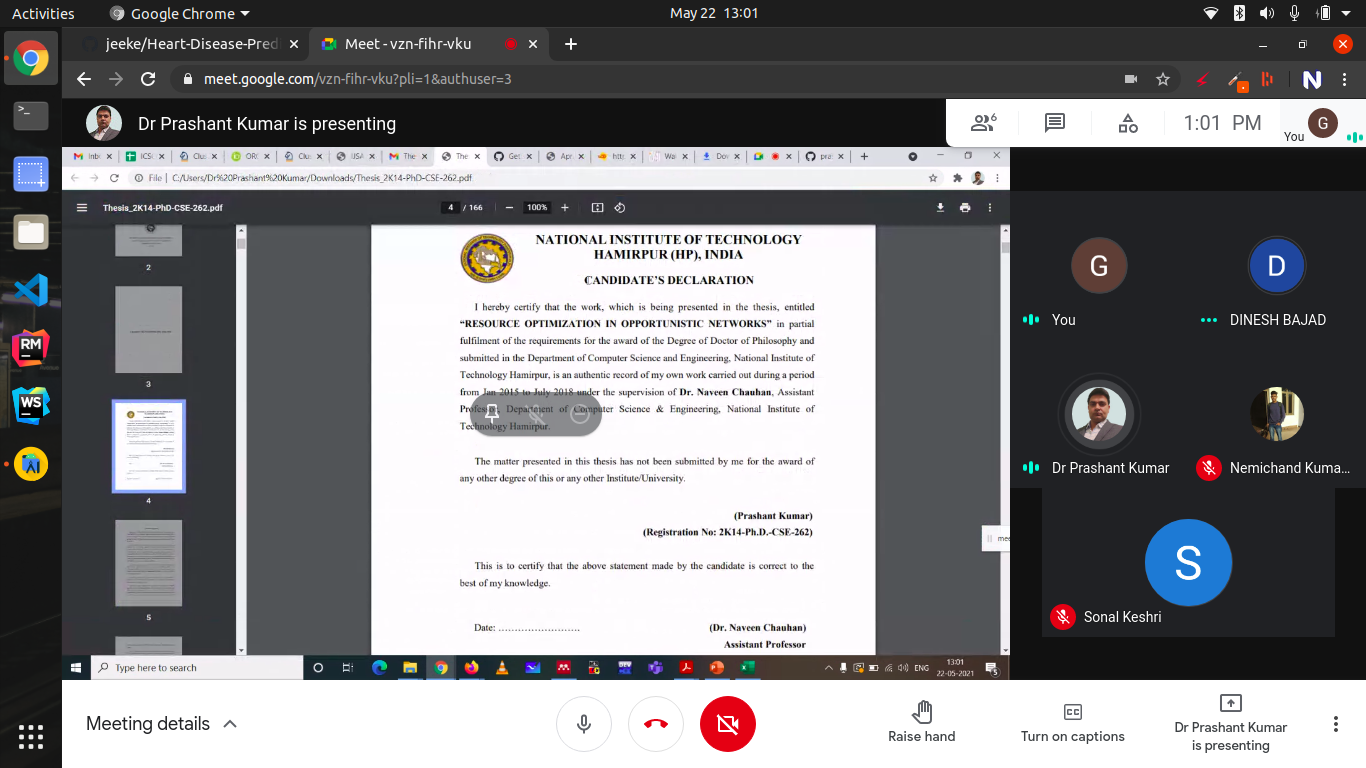 Activities
Google Chrome
May 22 13:01
jeeke/Heart-Disease-Pred
Meet - vzn-fihr-vku
meet.google.com/vzn-fihr-vku?pli=1&authuser=3
Dr Prashant Kumar is presenting
6
1:01 PM
You
G
File | C:/Users/Dr%20Prashant%20Kumar/Downloads/Thesis_2K14-PhD-CSE-262.pdf
Thesis_2K14-PhD-CSE-262.pdf
4 / 166
100%
2
3
4
5
NATIONAL INSTITUTE OF TECHNOLOGY
HAMIRPUR (HP), INDIA
CANDIDATE'S DECLARATION
I hereby certify that the work, which is being presented in the thesis, entitled
“RESOURCE OPTIMIZATION IN OPPORTUNISTIC NETWORKS” in partial
fulfilment of the requirements for the award of the Degree of Doctor of Philosophy and
submitted in the Department of Computer Science and Engineering, National Institute of
Technology Hamirpur, is an authentic record of my own work carried out during a period
from Jan 2015 to July 2018 under the supervision of Dr. Naveen Chauhan, Assistant
Professor, Department of Computer Science & Engineering, National Institute of
Technology Hamirpur.
The matter presented in this thesis has not been submitted by me for the award of
any other degree of this or any other Institute/University.
(Prashant Kumar)
(Registration No: 2K14-Ph.D.-CSE-262)
This is to certify that the above statement made by the candidate is correct to the
best of my knowledge.
Date: ……………………..
(Dr. Naveen Chauhan)
Assistant Professor
Type here to search
ENG
13:01
22-05-2021
5
G
You
D
DINESH BAJAD
Dr Prashant Kumar
Nemichand Kuma...
S
Sonal Keshri
Meeting details
Raise hand
Turn on captions
Dr Prashant Kumar
is presenting